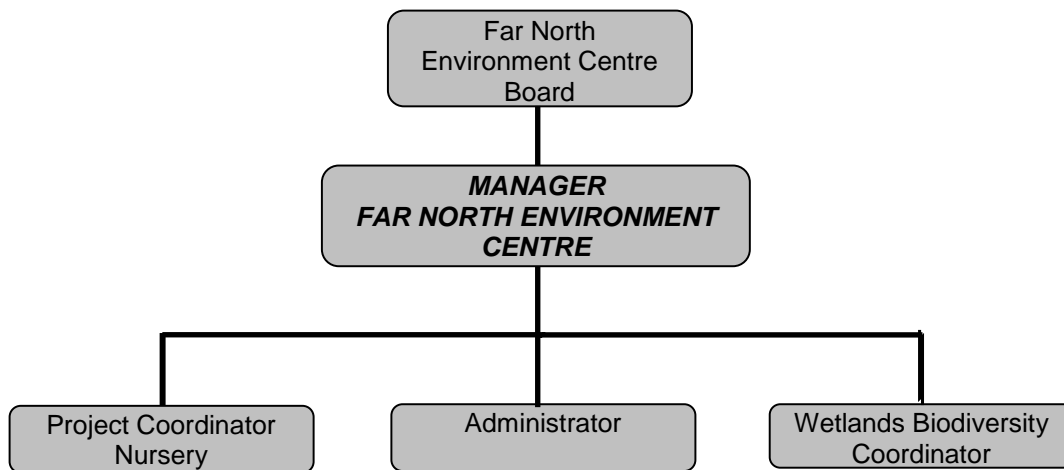 Far North
Environment Centre
Board
MANAGER
FAR NORTH ENVIRONMENT
CENTRE
Project Coordinator
Nursery
Administrator
Wetlands Biodiversity
Coordinator